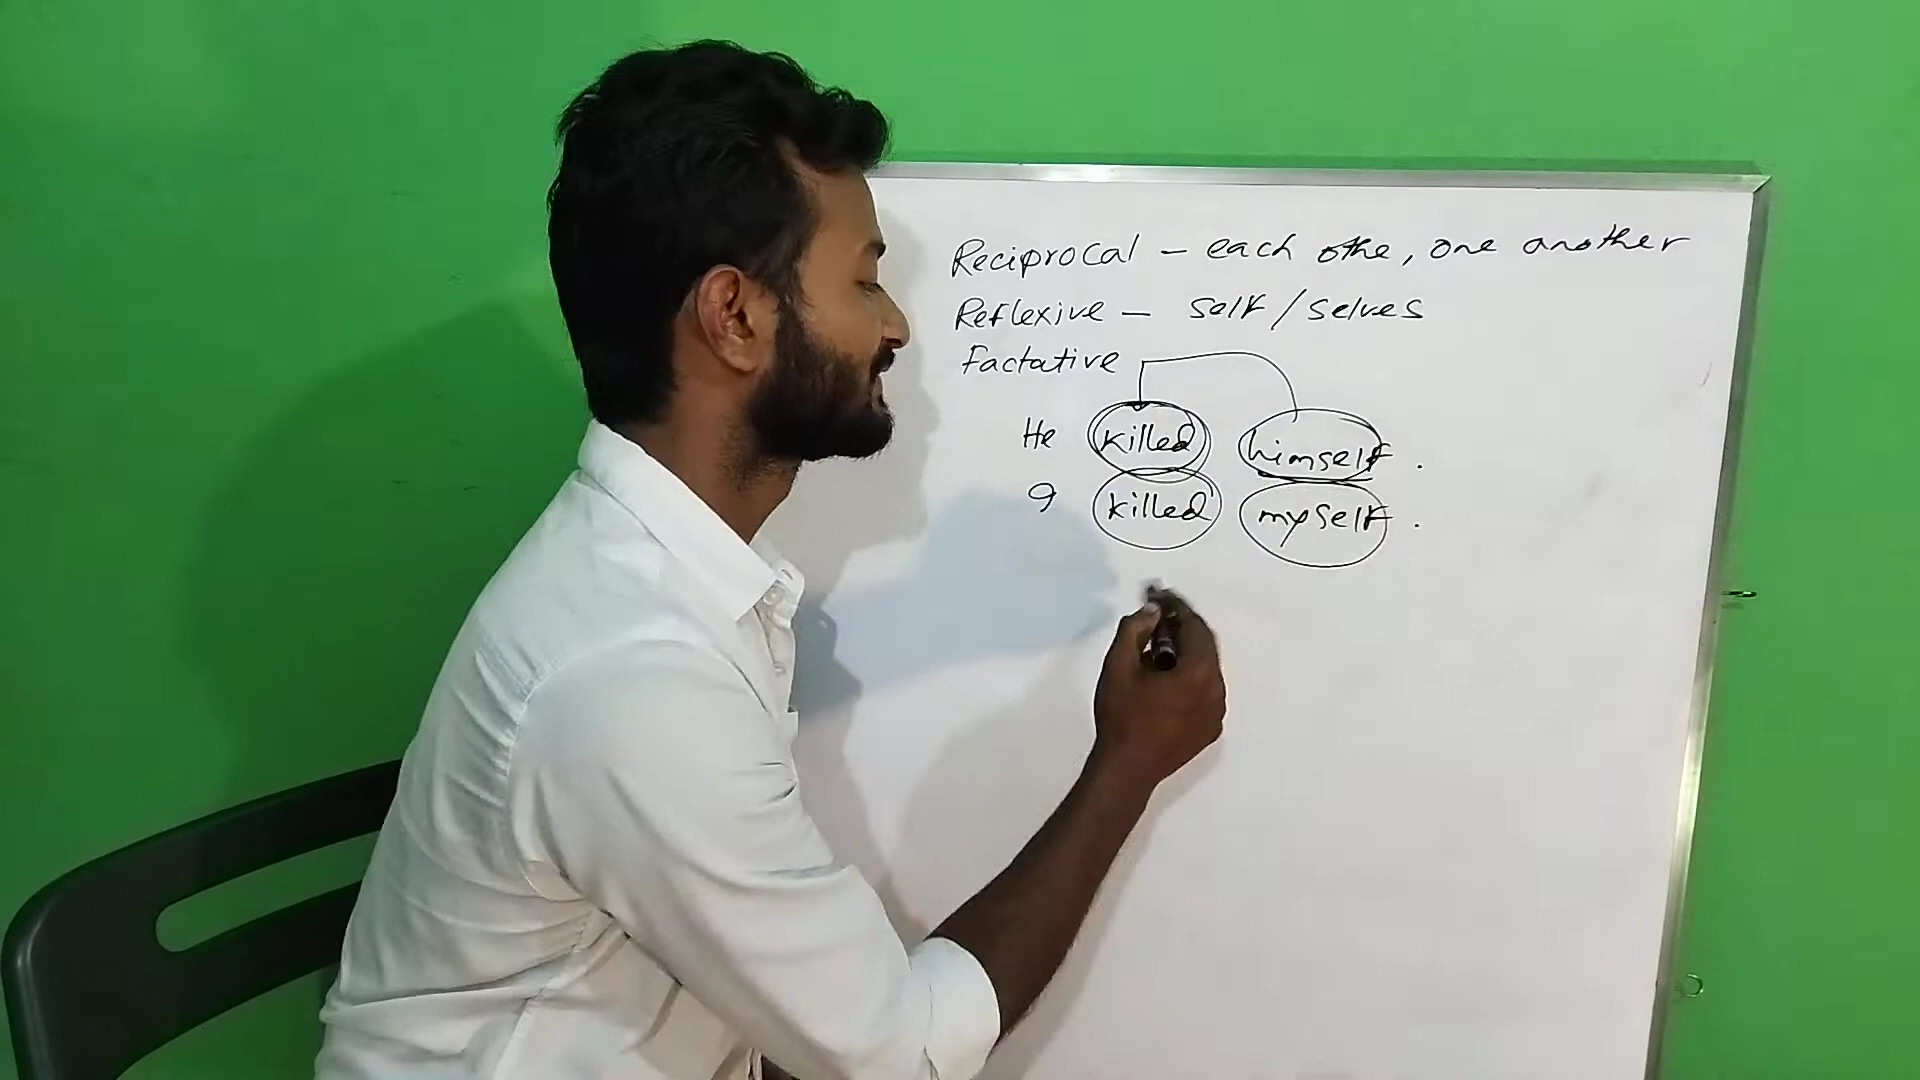 Reciprocal - each othe, one another
Reflexive - self/selves
Factative
He killed himself.
I killed myself.